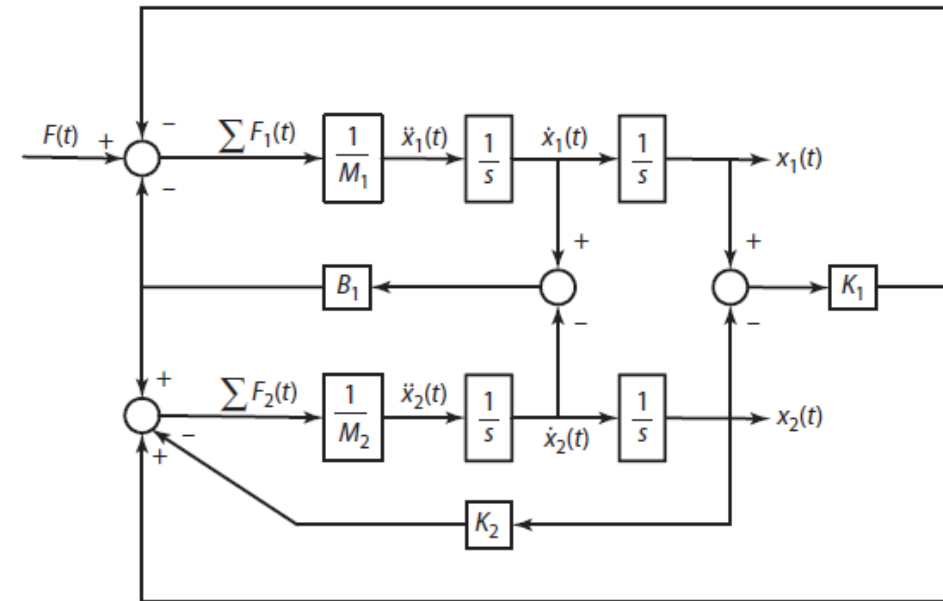 −
F(t) + ∑ F₁(t) 1/M₁ ẍ₁(t) 1/s ẋ₁(t) 1/s x₁(t)
−
+ +
B₁ K₁
− −
+
∑ F₂(t) 1/M₂ ẍ₂(t) 1/s ẋ₂(t) 1/s x₂(t)
−
+
K₂